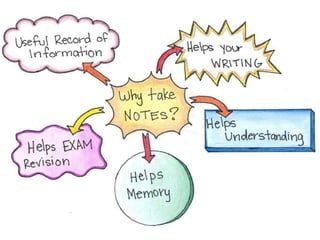 Useful Record of
Information
Helps your
WRITING
Why take
NOTES?
Helps
Understanding
Helps EXAM
Revision
Helps
Memory